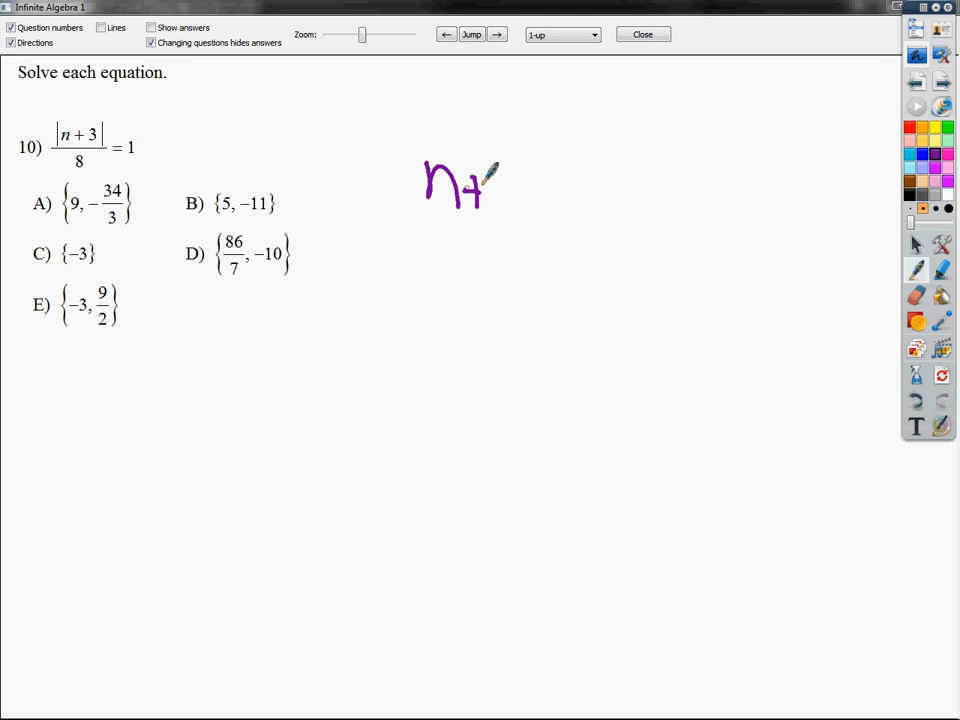 Infinite Algebra 1
Question numbers Lines Show answers Zoom: ← Jump → 1-up Close
Directions Changing questions hides answers
Solve each equation.
10) |n + 3| / 8 = 1
n+
A) {9, −34/3} B) {5, −11}
C) {−3} D) {86/7, −10}
E) {−3, 9/2}
T